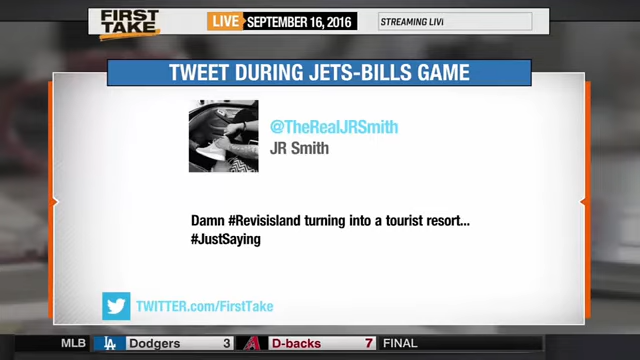 FIRST
TAKE
LIVE SEPTEMBER 16, 2016
STREAMING LIVI
TWEET DURING JETS-BILLS GAME
@TheRealJRSmith
JR Smith
Damn #Revisisland turning into a tourist resort...
#JustSaying
TWITTER.com/FirstTake
MLB LA Dodgers 3 A D-backs 7 FINAL